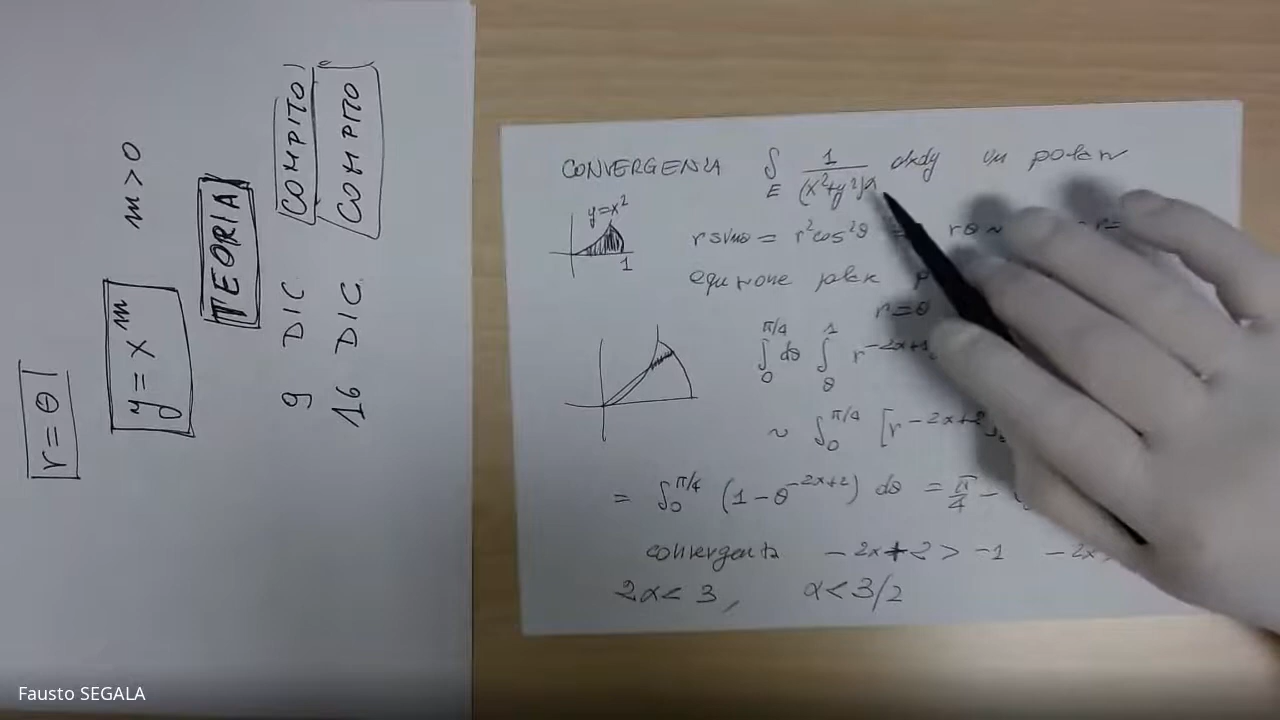 r = θ
y = x^m   m > 0
TEORIA
9 DIC COMPITO
16 DIC. COMPITO
CONVERGENZA ∫_E 1/(x²+y²)^α dxdy in polari
y=x²
1
r sinθ = r²cos²θ = rθ ~ r=
equazione polare
r=θ
∫_0^{π/4} dθ ∫_θ^1 r^{-2α+1}
~ ∫_0^{π/4} [r^{-2α+2}]
= ∫_0^{π/4} (1-θ^{-2α+2}) dθ = π/4 -
convergenza -2α+2 > -1 -2α >
2α < 3, α < 3/2
Fausto SEGALA